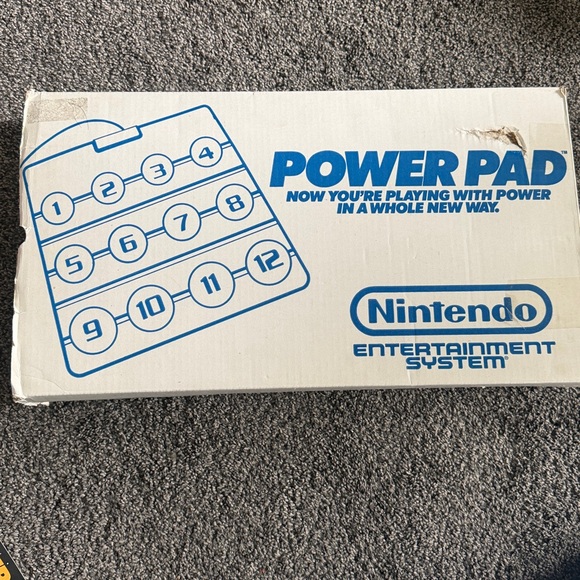 1 2 3 4
5 6 7 8
9 10 11 12
POWER PAD™
NOW YOU'RE PLAYING WITH POWER
IN A WHOLE NEW WAY.
Nintendo
ENTERTAINMENT
SYSTEM®